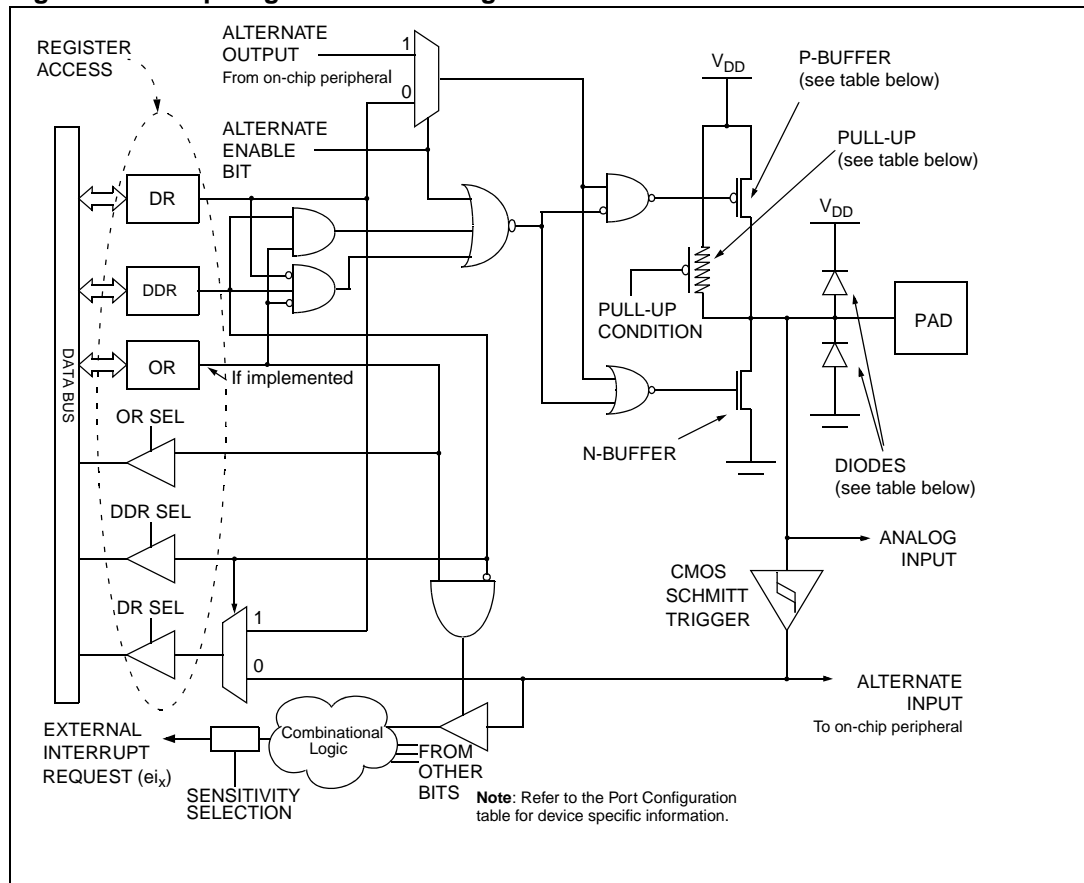 REGISTER
ACCESS
ALTERNATE
OUTPUT
From on-chip peripheral
1
0
ALTERNATE
ENABLE
BIT
VDD
P-BUFFER
(see table below)
PULL-UP
(see table below)
VDD
DR
DDR
OR
If implemented
DATA BUS
PULL-UP
CONDITION
PAD
N-BUFFER
DIODES
(see table below)
OR SEL
DDR SEL
DR SEL
1
0
ANALOG
INPUT
CMOS
SCHMITT
TRIGGER
ALTERNATE
INPUT
To on-chip peripheral
EXTERNAL
INTERRUPT
REQUEST (eix)
SENSITIVITY
SELECTION
Combinational
Logic
FROM
OTHER
BITS
Note: Refer to the Port Configuration
table for device specific information.